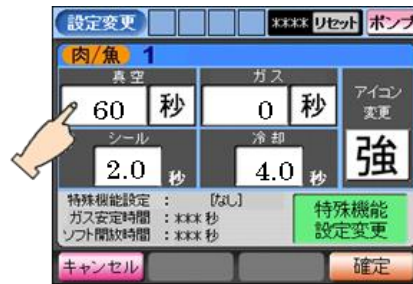 設定変更 **** リセット ポンプ
肉/魚 1
真空 ガス
60 秒 0 秒
アイコン
変更
シール 冷却
2.0 秒 4.0 秒
強
特殊機能設定 : [なし]
ガス安定時間 : *** 秒
ソフト開放時間 : *** 秒
特殊機能
設定変更
キャンセル 確定